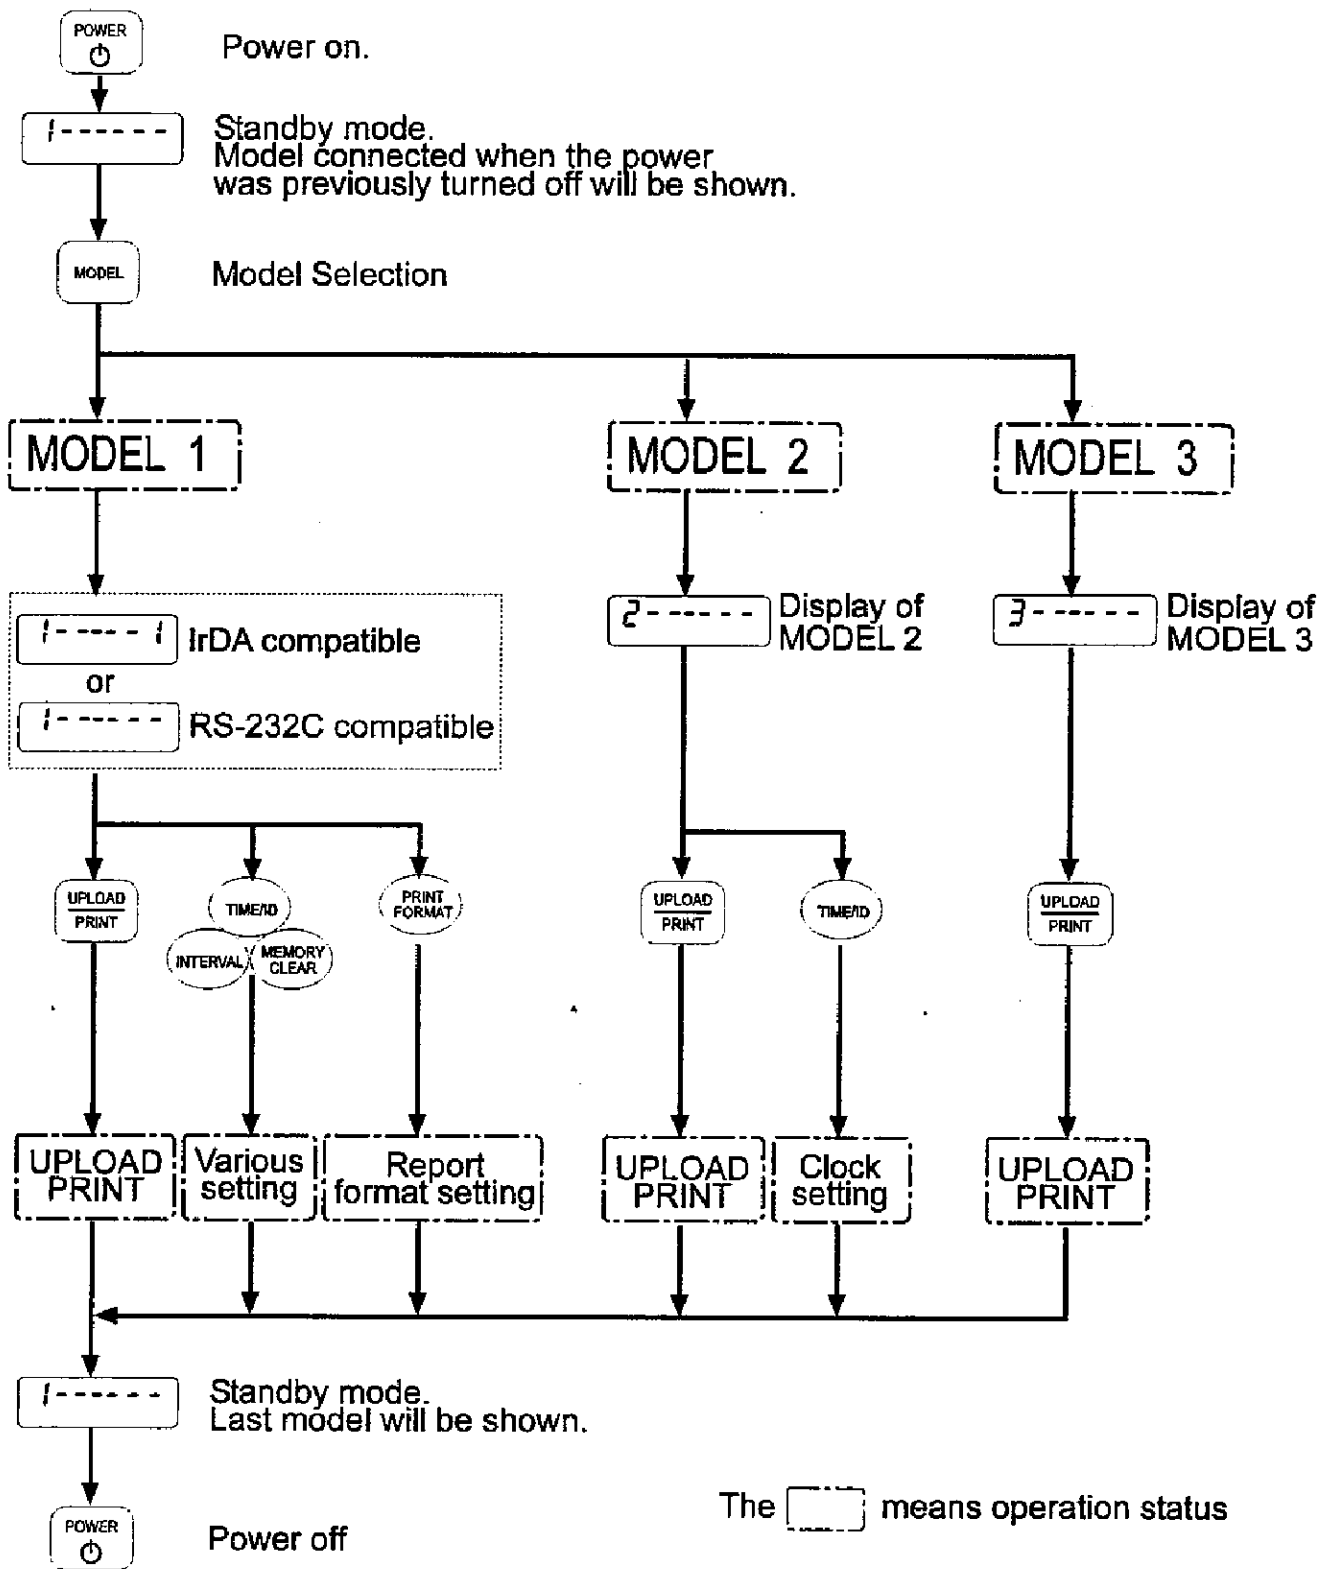 POWER
Power on.
1------
Standby mode.
Model connected when the power
was previously turned off will be shown.
MODEL
Model Selection
MODEL 1
MODEL 2
MODEL 3
1-----1
IrDA compatible
or
1------
RS-232C compatible
2------
Display of
MODEL 2
3------
Display of
MODEL 3
UPLOAD
PRINT
TIME/ID
INTERVAL
MEMORY
CLEAR
PRINT
FORMAT
UPLOAD
PRINT
TIME/ID
UPLOAD
PRINT
UPLOAD
PRINT
Various
setting
Report
format setting
UPLOAD
PRINT
Clock
setting
UPLOAD
PRINT
1------
Standby mode.
Last model will be shown.
POWER
Power off
The means operation status